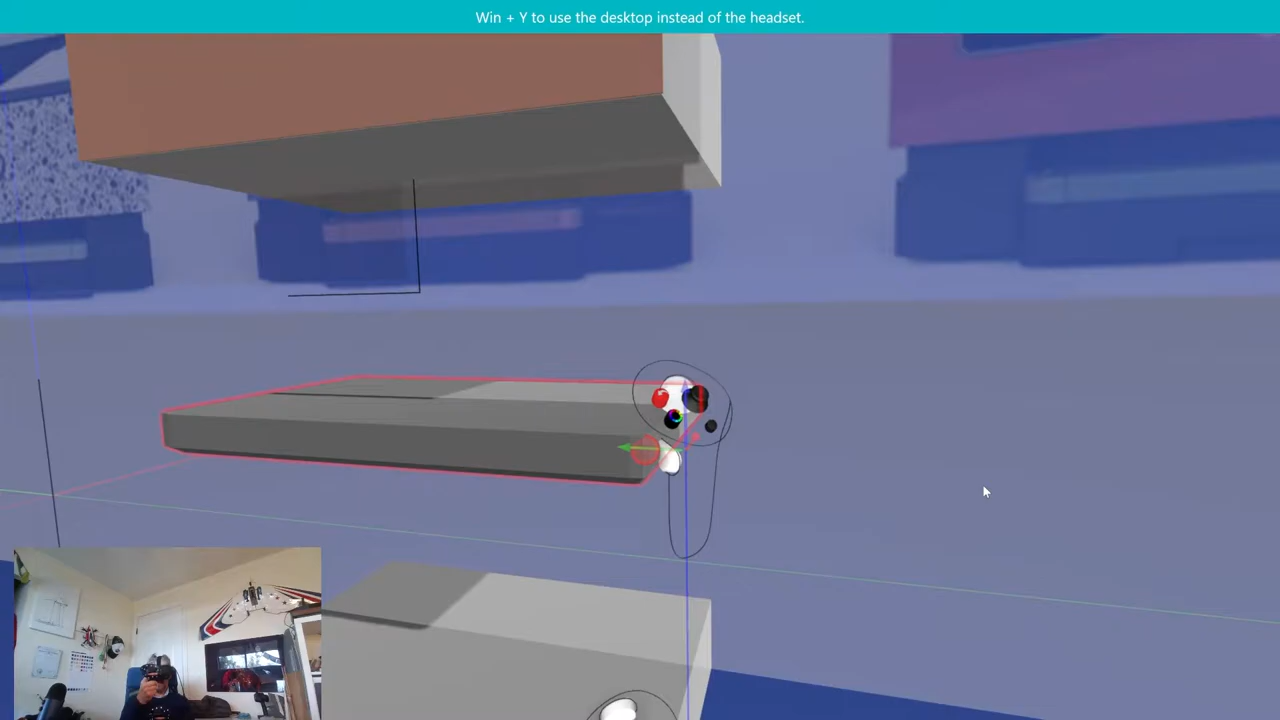 Win + Y to use the desktop instead of the headset.